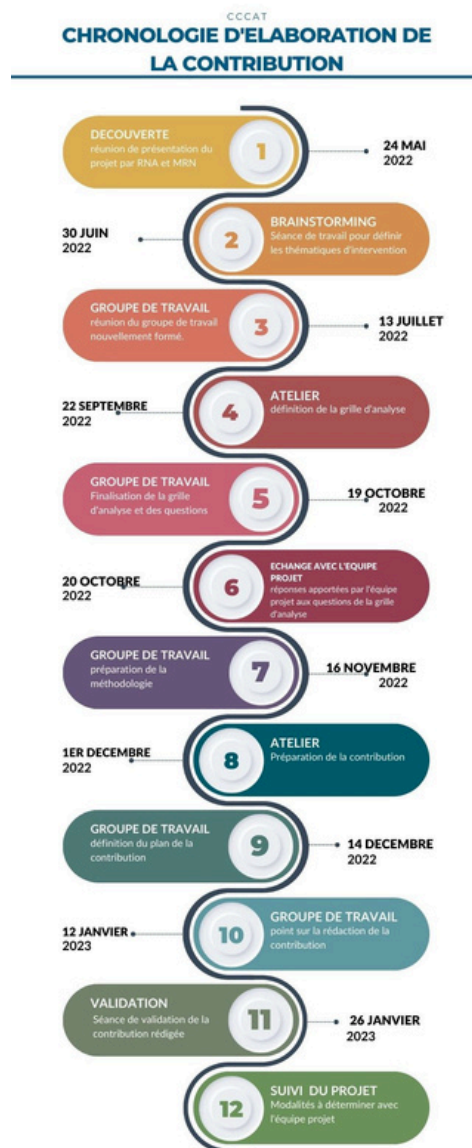 CCCAT
CHRONOLOGIE D'ELABORATION DE
LA CONTRIBUTION
DECOUVERTE
réunion de présentation du
projet par RNA et MRN
1
24 MAI
2022
30 JUIN
2022
2
BRAINSTORMING
Séance de travail pour définir
les thématiques d'intervention
GROUPE DE TRAVAIL
réunion du groupe de travail
nouvellement formé.
3
13 JUILLET
2022
22 SEPTEMBRE
2022
4
ATELIER
définition de la grille d'analyse
GROUPE DE TRAVAIL
Finalisation de la grille
d'analyse et des questions
5
19 OCTOBRE
2022
20 OCTOBRE
2022
6
ECHANGE AVEC L'EQUIPE
PROJET
réponses apportées par l'équipe
projet aux questions de la grille
d'analyse
GROUPE DE TRAVAIL
préparation de la
méthodologie
7
16 NOVEMBRE
2022
1ER DECEMBRE
2022
8
ATELIER
Préparation de la contribution
GROUPE DE TRAVAIL
définition du plan de la
contribution
9
14 DECEMBRE
2022
12 JANVIER
2023
10
GROUPE DE TRAVAIL
point sur la rédaction de la
contribution
VALIDATION
Séance de validation de la
contribution rédigée
11
26 JANVIER
2023
12
SUIVI DU PROJET
Modalités à déterminer avec
l'équipe projet